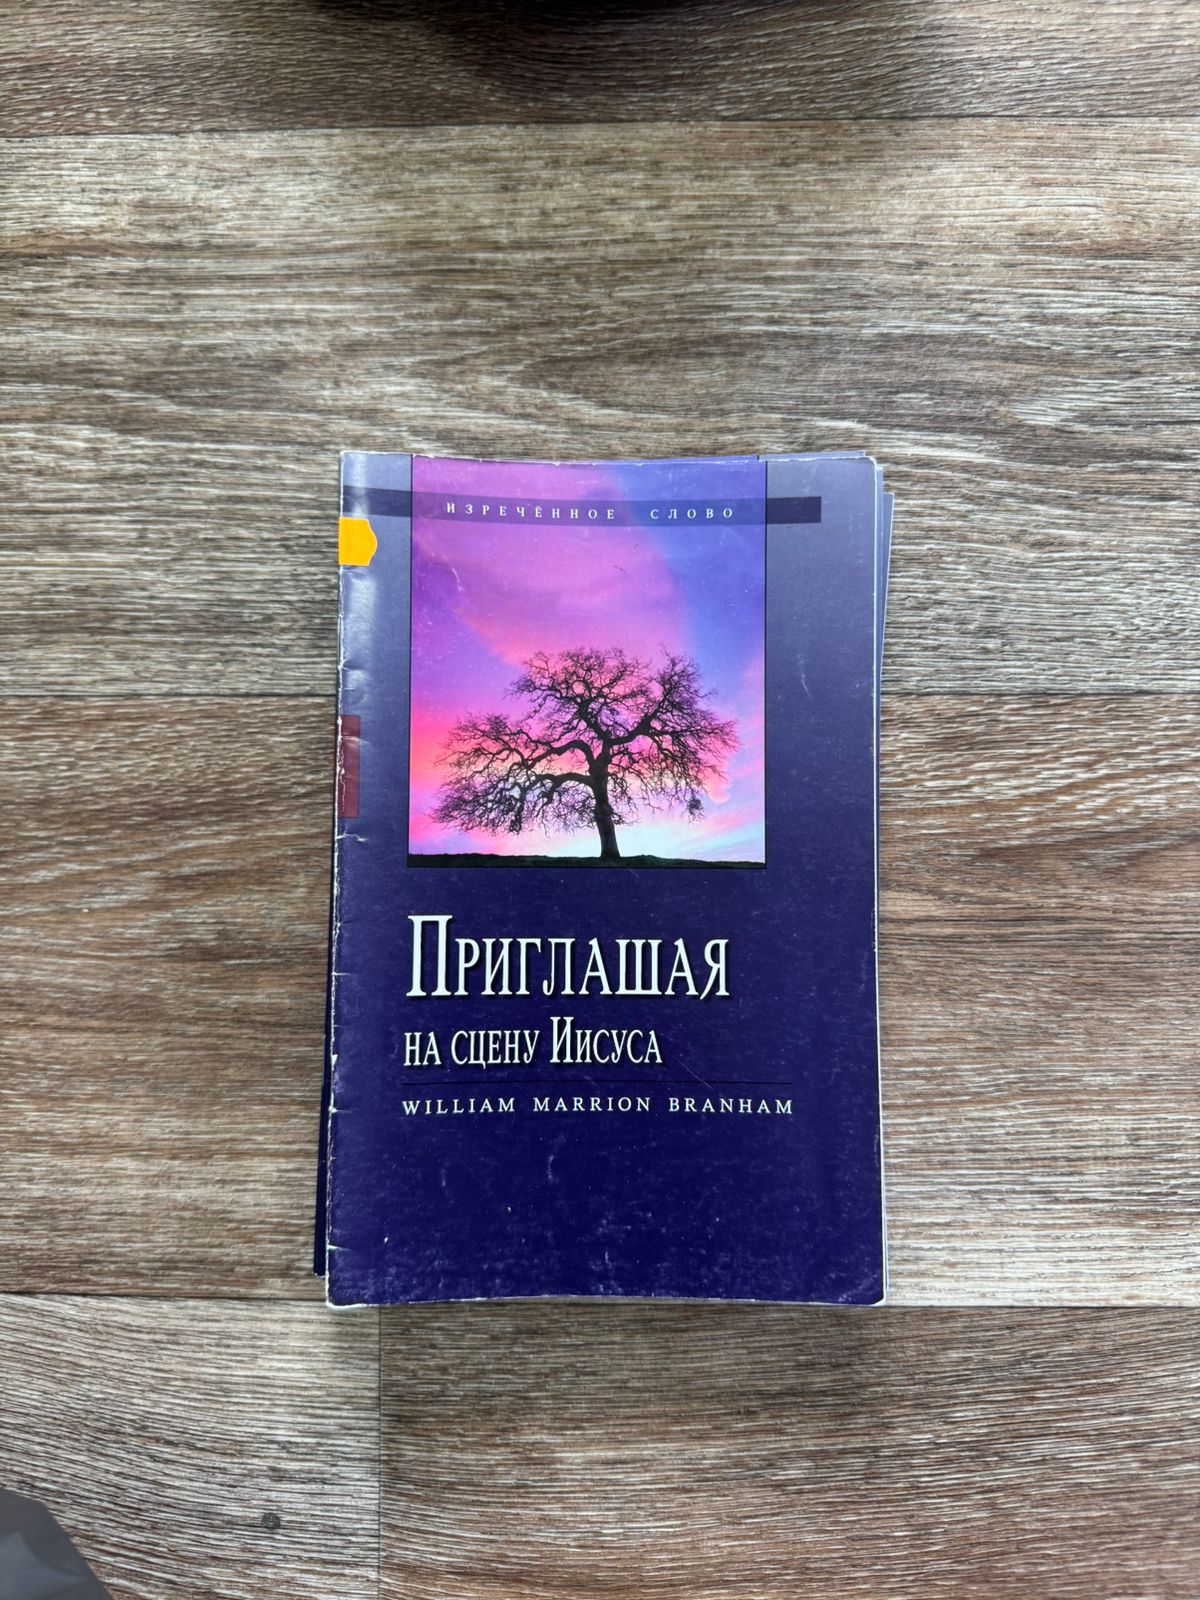 ИЗРЕЧЁННОЕ СЛОВО
ПРИГЛАШАЯ
НА СЦЕНУ ИИСУСА
WILLIAM MARRION BRANHAM